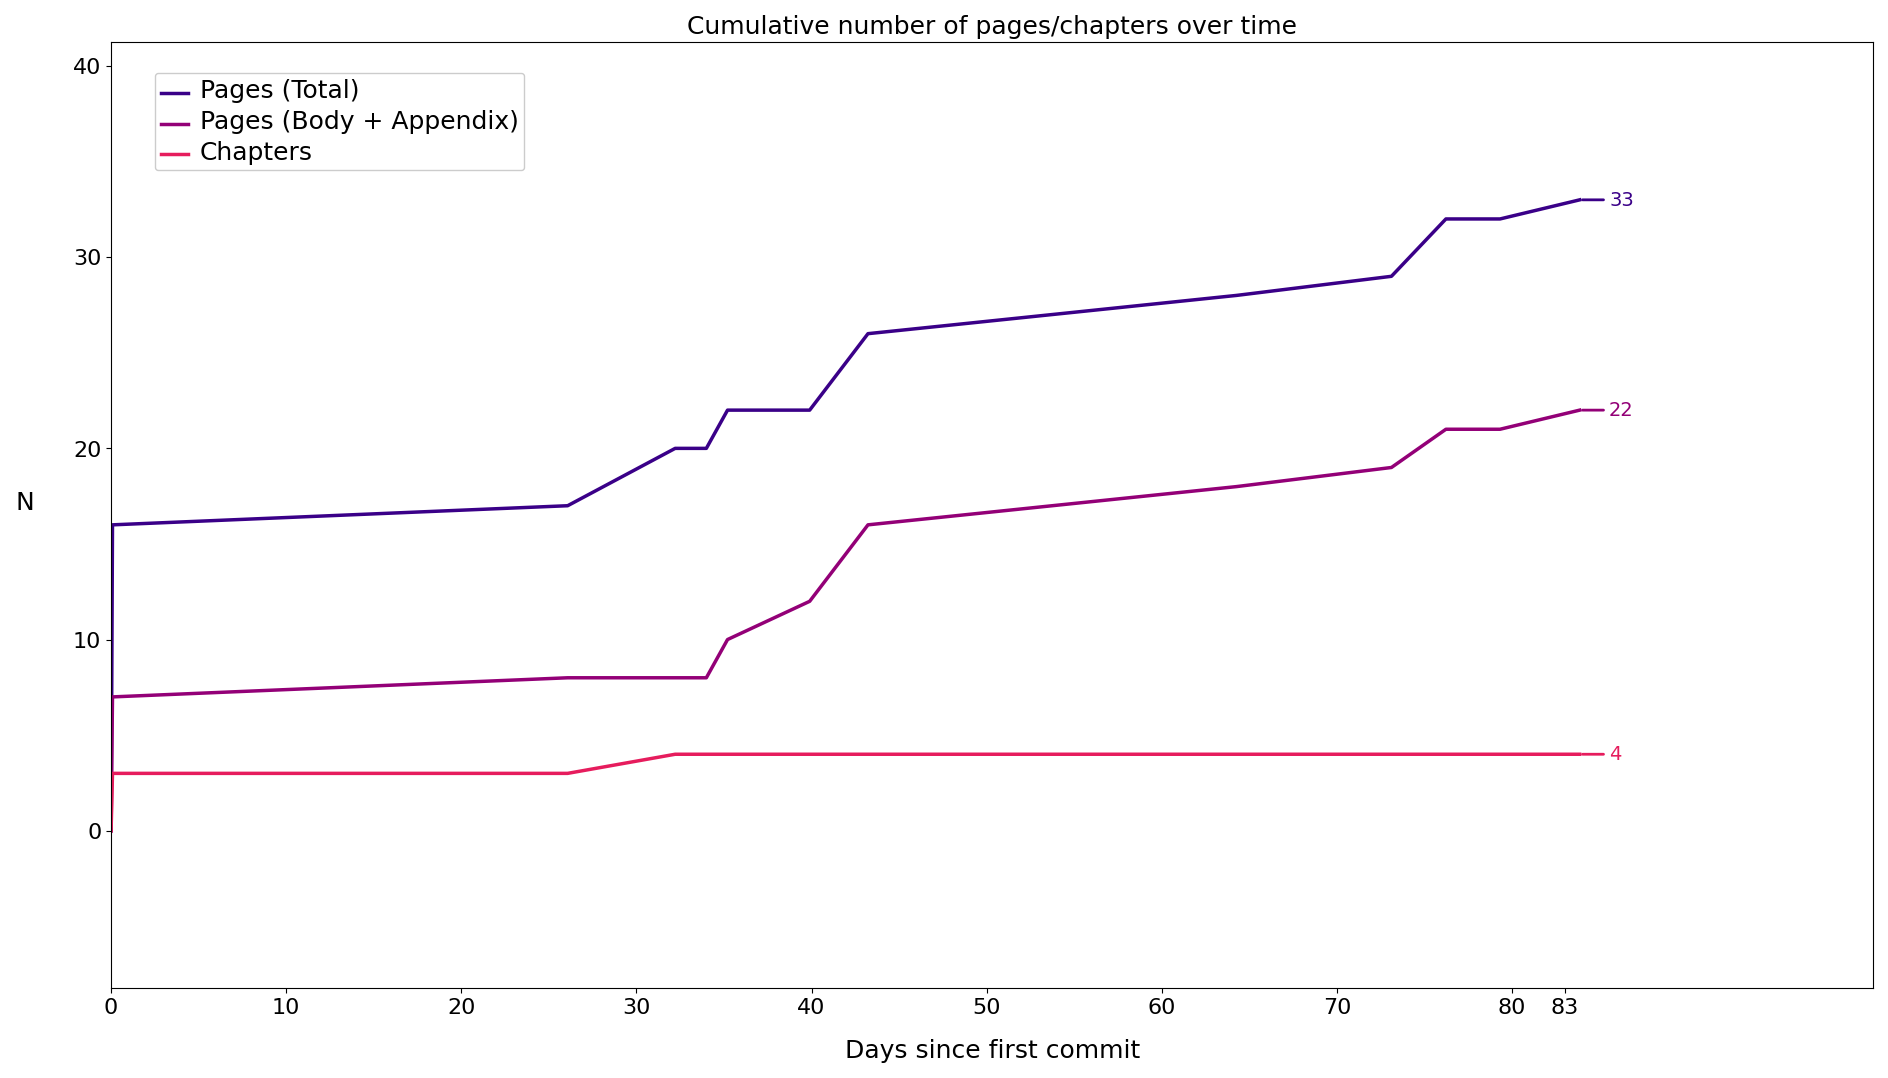 Cumulative number of pages/chapters over time
40
30
20
10
0
N
Pages (Total)
Pages (Body + Appendix)
Chapters
33
22
4
0 10 20 30 40 50 60 70 80 83
Days since first commit